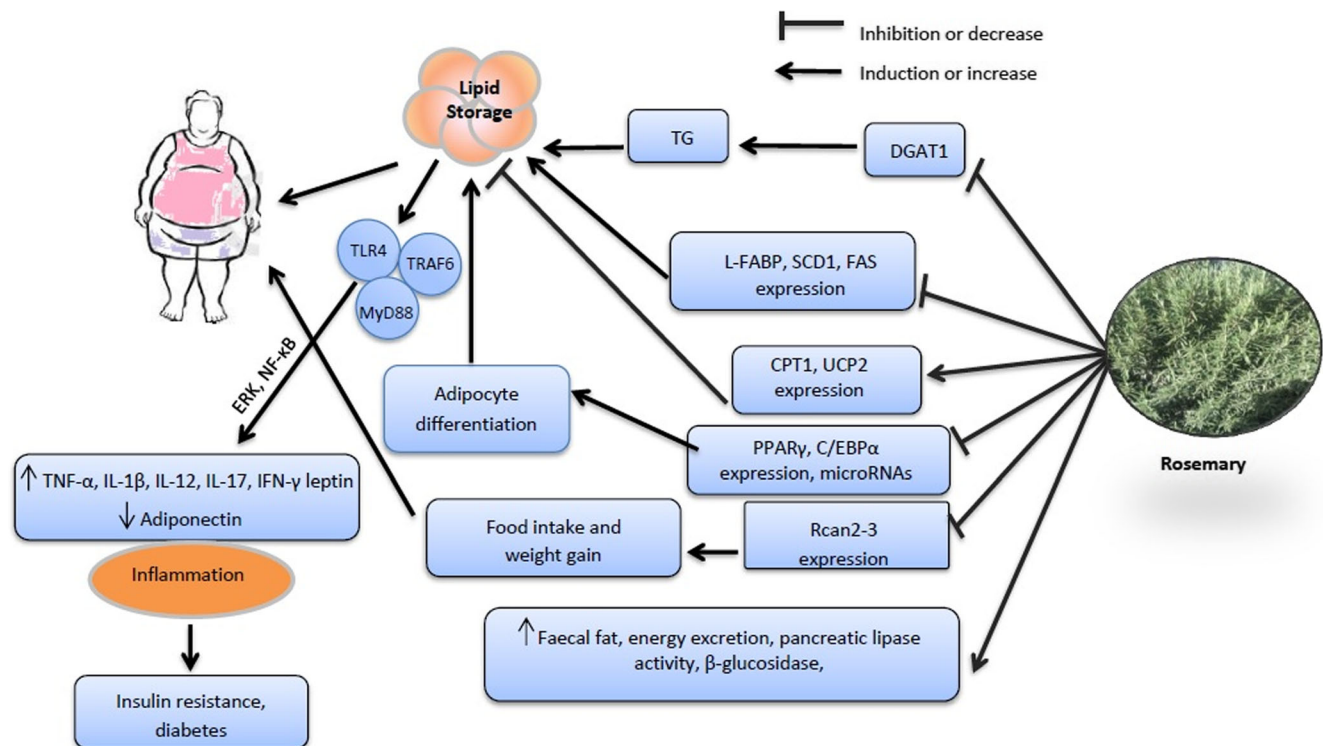 Inhibition or decrease
Induction or increase
Lipid
Storage
TG
DGAT1
TLR4
TRAF6
MyD88
L-FABP, SCD1, FAS
expression
CPT1, UCP2
expression
ERK, NF-κB
Adipocyte
differentiation
PPARγ, C/EBPα
expression, microRNAs
Rosemary
↑ TNF-α, IL-1β, IL-12, IL-17, IFN-γ leptin
↓ Adiponectin
Food intake and
weight gain
Rcan2-3
expression
Inflammation
↑ Faecal fat, energy excretion, pancreatic lipase
activity, β-glucosidase,
Insulin resistance,
diabetes